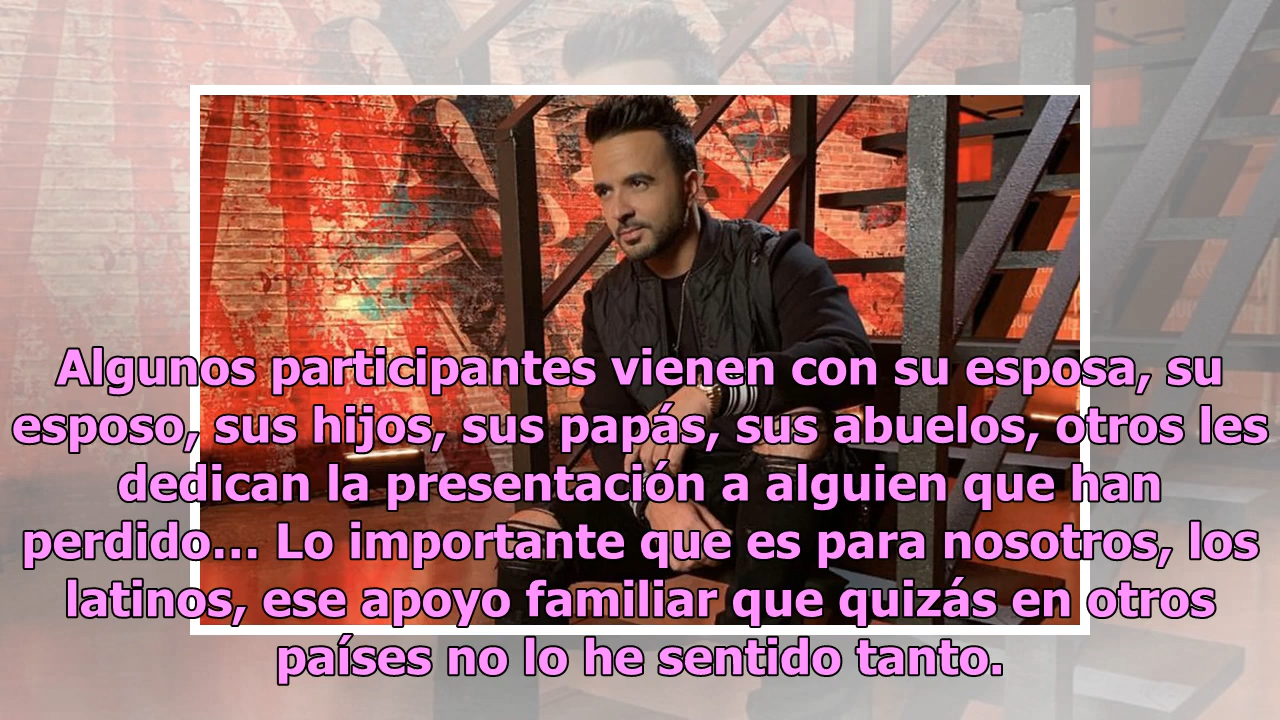 Algunos participantes vienen con su esposa, su
esposo, sus hijos, sus papás, sus abuelos, otros les
dedican la presentación a alguien que han
perdido... Lo importante que es para nosotros, los
latinos, ese apoyo familiar que quizás en otros
países no lo he sentido tanto.